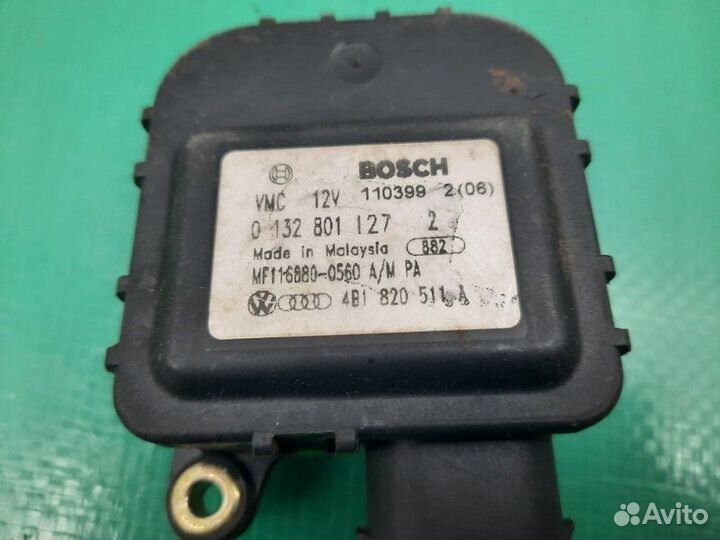 BOSCH
VMC 12V 110399 2(06)
0 132 801 127 2
Made in Malaysia 882
MF116880-0560 A/M PA
4B1 820 511 A
Avito